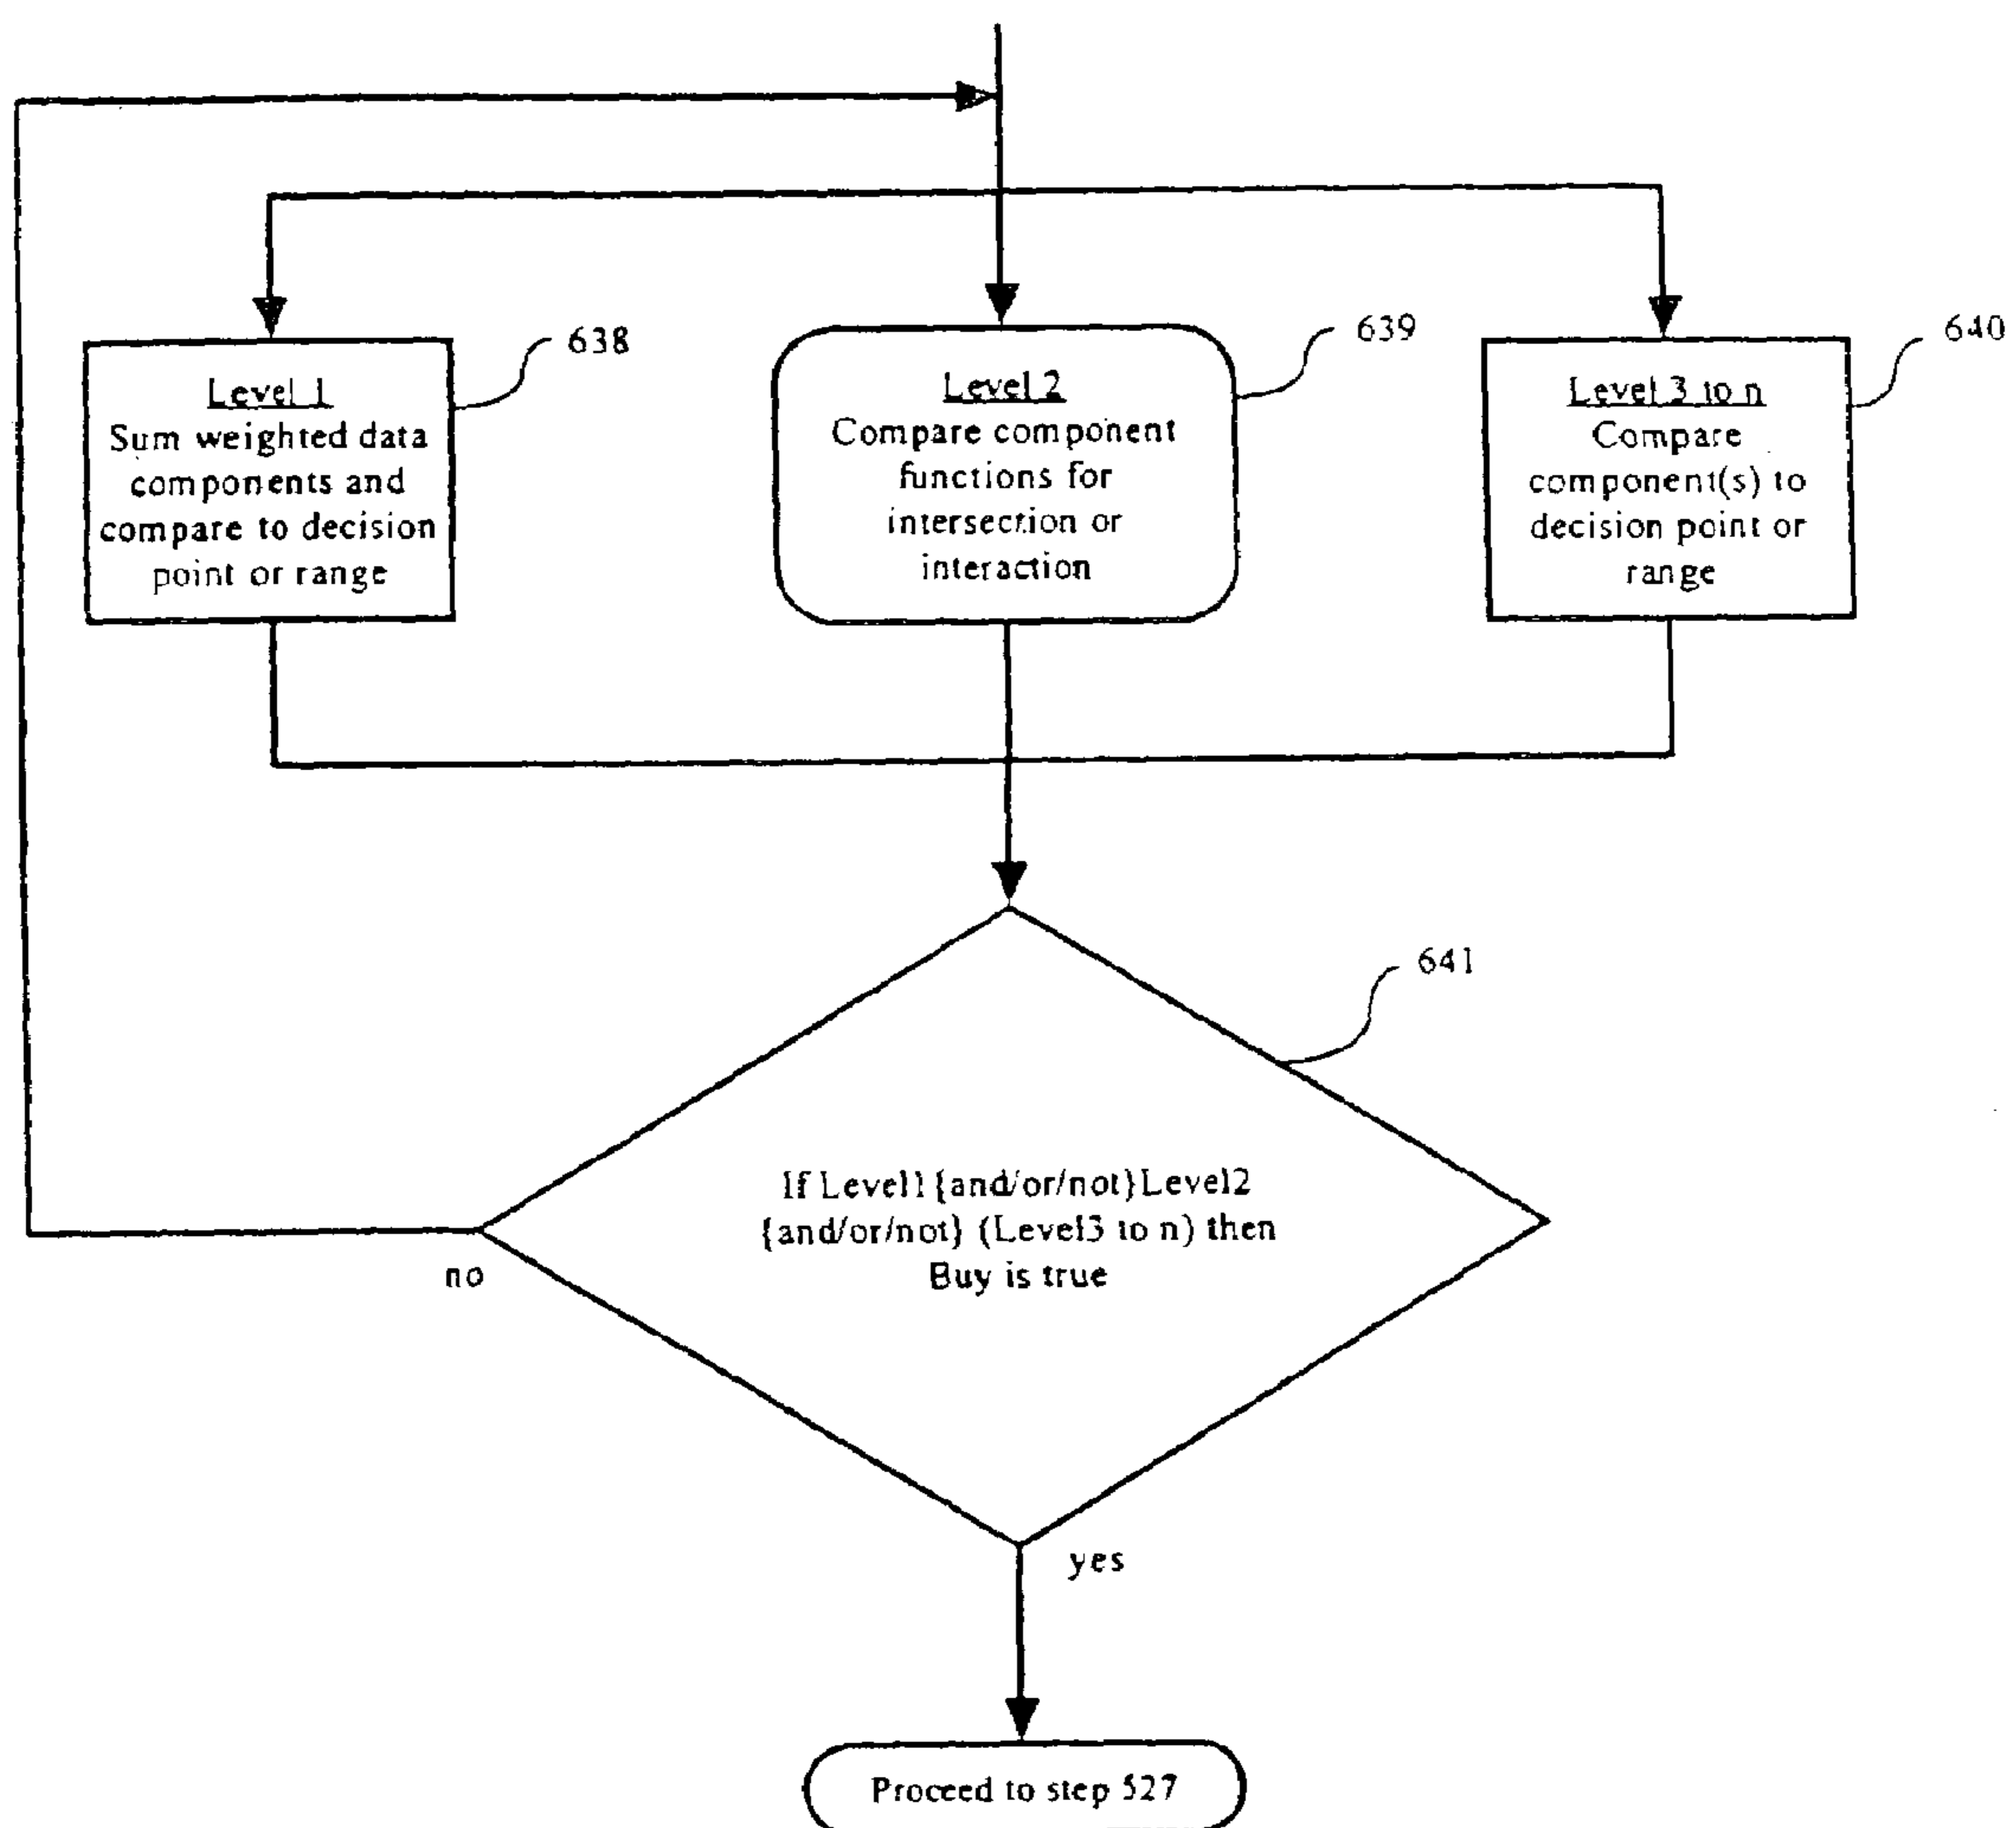 638
Level 1
Sum weighted data
components and
compare to decision
point or range
639
Level 2
Compare component
functions for
intersection or
interaction
640
Level 3 to n
Compare
component(s) to
decision point or
range
641
If Level1 {and/or/not}Level2
{and/or/not} (Level3 to n) then
Buy is true
no
yes
Proceed to step 527